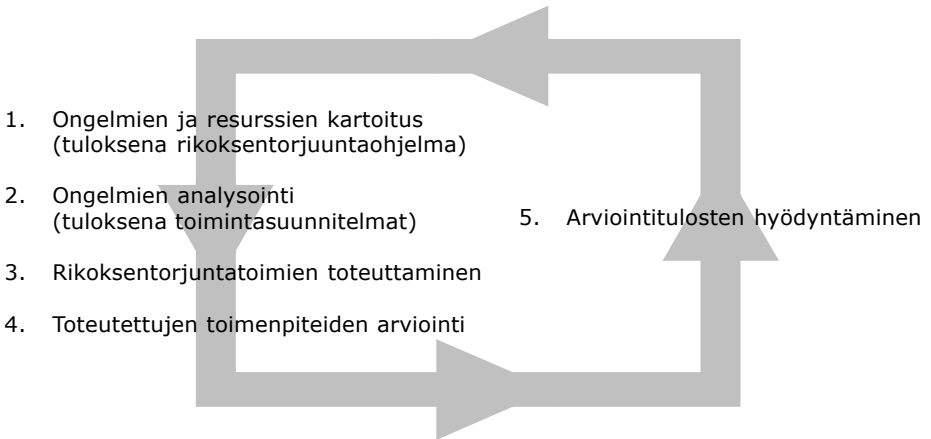 1. Ongelmien ja resurssien kartoitus
(tuloksena rikoksentorjuuntaohjelma)
2. Ongelmien analysointi
(tuloksena toimintasuunnitelmat)
3. Rikoksentorjuntatoimien toteuttaminen
4. Toteutettujen toimenpiteiden arviointi
5. Arviointitulosten hyödyntäminen